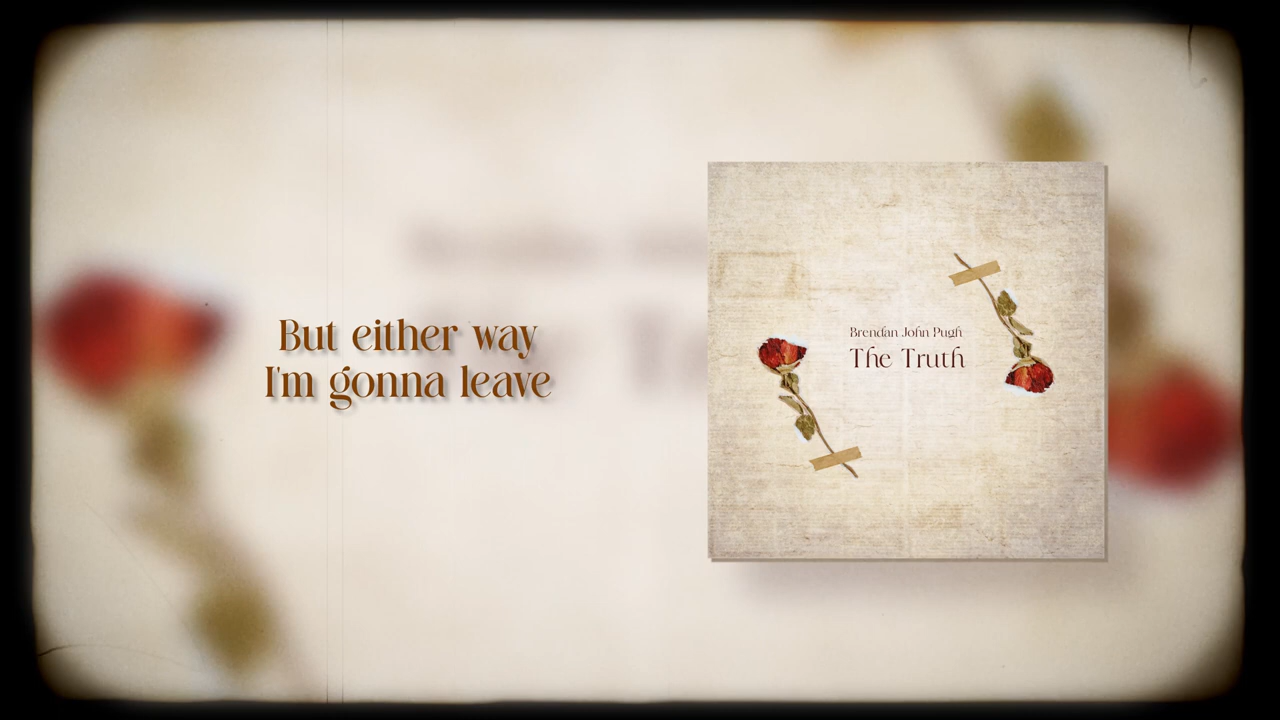 But either way
I'm gonna leave
Brendan John Pugh
The Truth